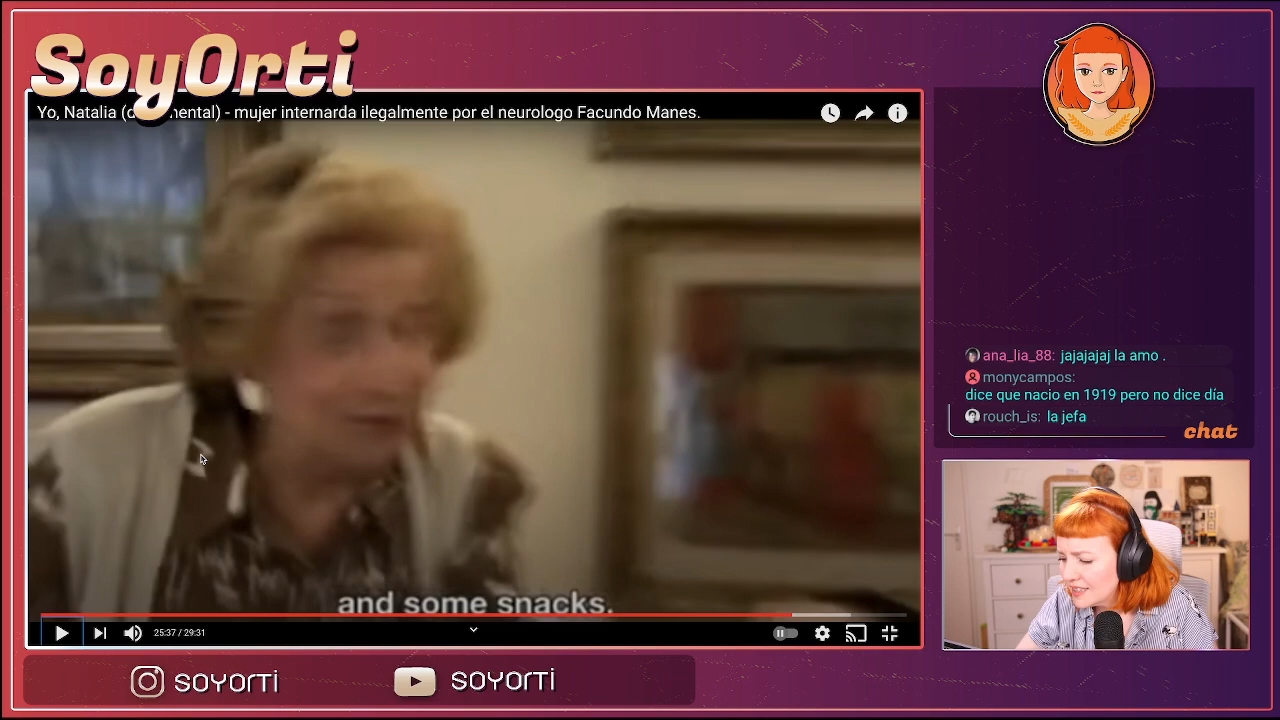 SoyOrti
Yo, Natalia (d mental) - mujer internarda ilegalmente por el neurologo Facundo Manes.
ana_lia_88: jajajajaj la amo .
monycampos:
dice que nacio en 1919 pero no dice día
rouch_is: la jefa
chat
and some snacks.
25:37 / 29:31
SOYORTI
SOYORTI